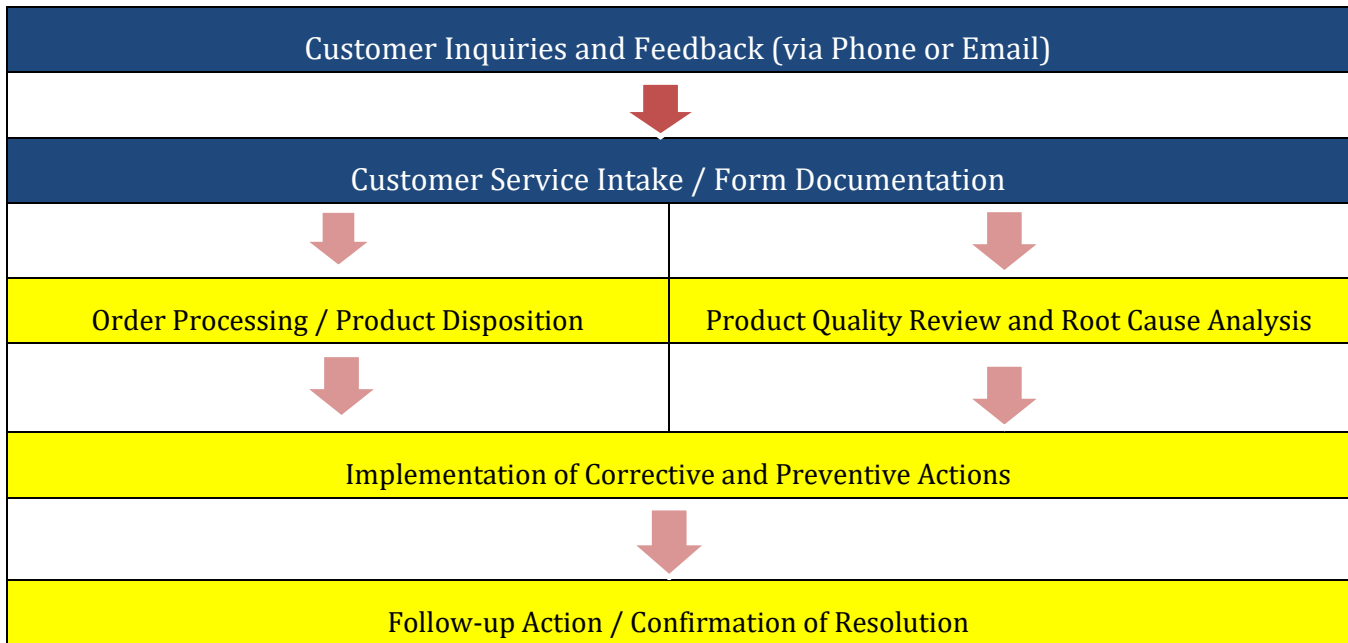 Customer Inquiries and Feedback (via Phone or Email)
Customer Service Intake / Form Documentation
Order Processing / Product Disposition
Product Quality Review and Root Cause Analysis
Implementation of Corrective and Preventive Actions
Follow-up Action / Confirmation of Resolution